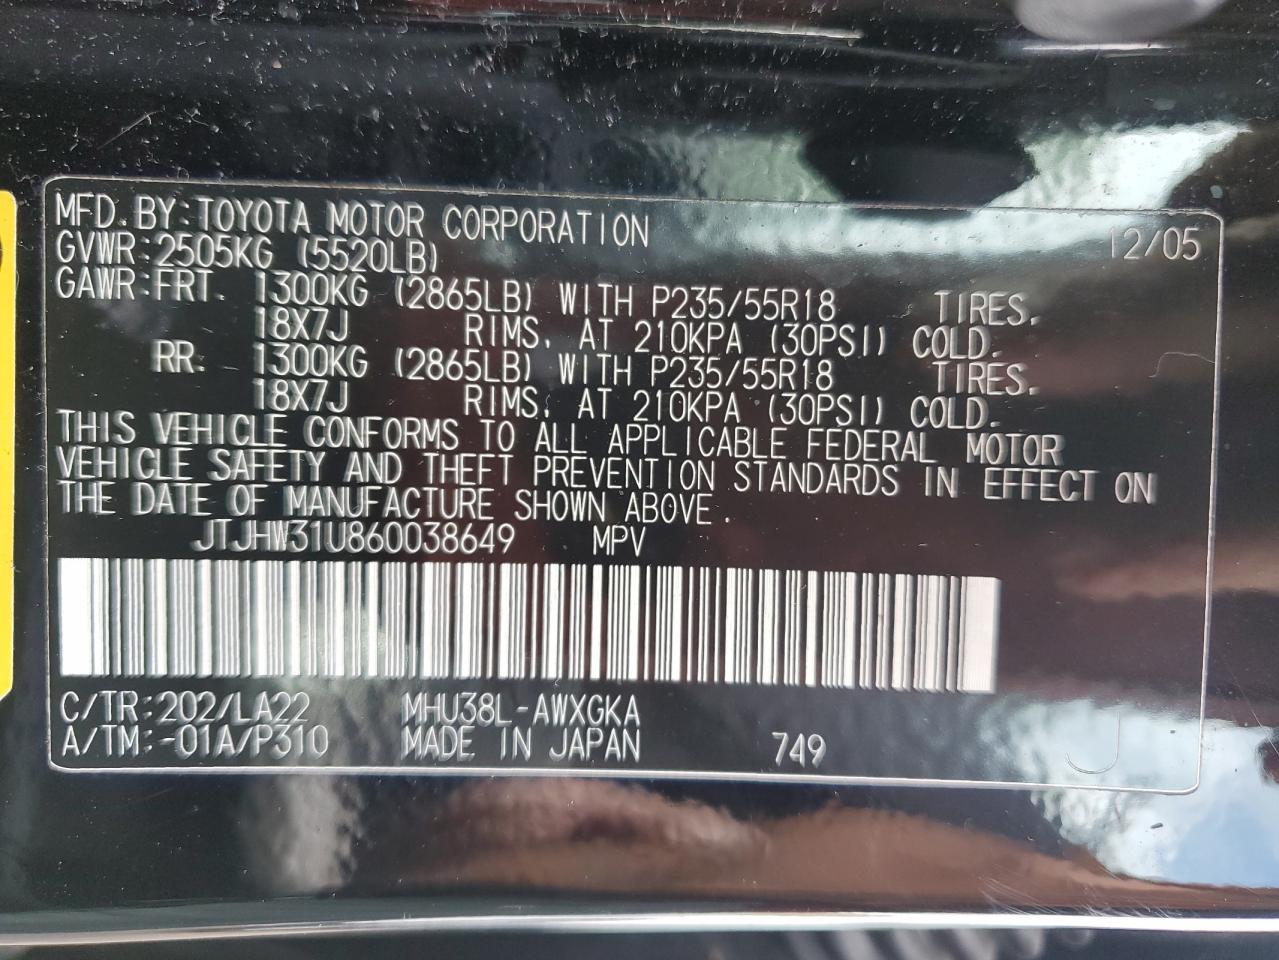 MFD. BY: TOYOTA MOTOR CORPORATION 12/05
GVWR: 2505KG (5520LB)
GAWR: FRT. 1300KG (2865LB) WITH P235/55R18 TIRES.
18X7J RIMS, AT 210KPA (30PSI) COLD.
RR. 1300KG (2865LB) WITH P235/55R18 TIRES.
18X7J RIMS, AT 210KPA (30PSI) COLD.
THIS VEHICLE CONFORMS TO ALL APPLICABLE FEDERAL MOTOR
VEHICLE SAFETY AND THEFT PREVENTION STANDARDS IN EFFECT ON
THE DATE OF MANUFACTURE SHOWN ABOVE.
JTJHW31U860038649 MPV
C/TR: 202/LA22 MHU38L-AWXGKA
A/TM: -01A/P310 MADE IN JAPAN 749 J